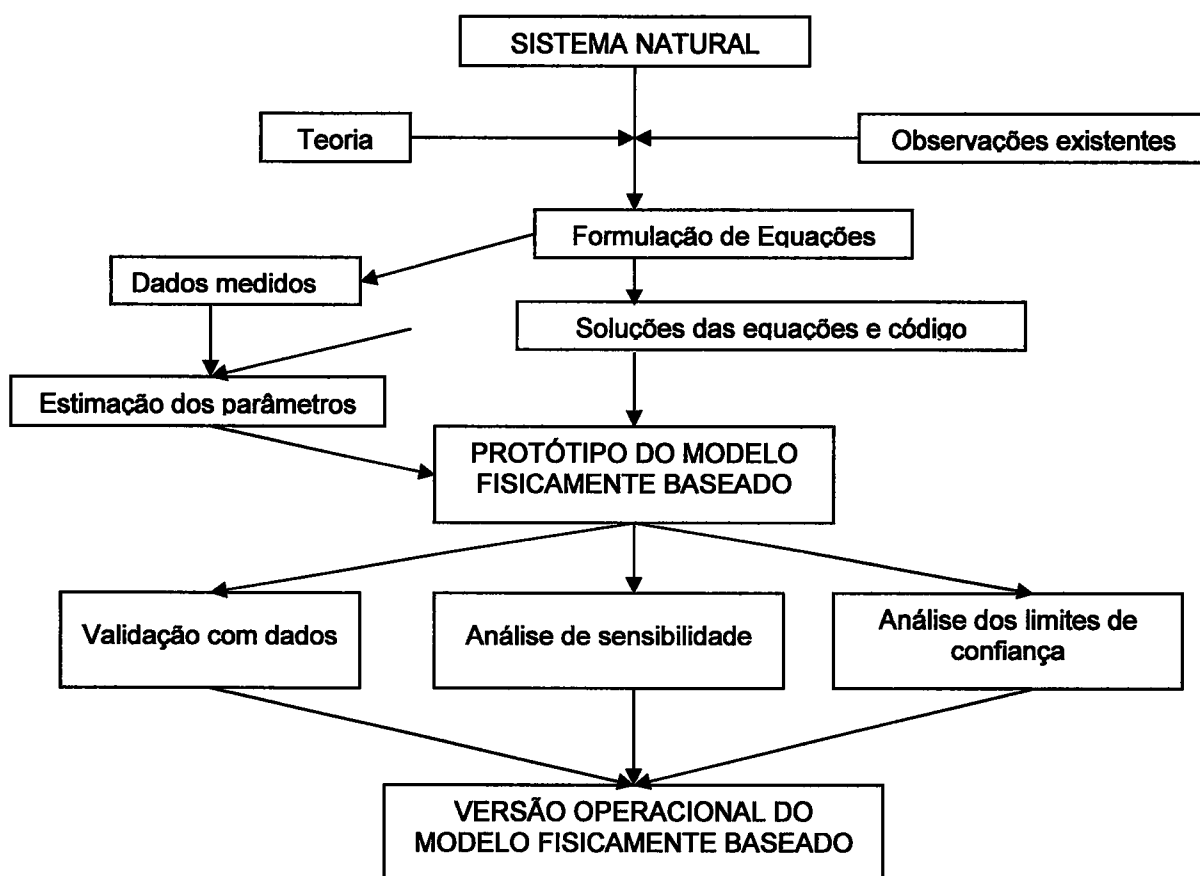 SISTEMA NATURAL
Teoria
Observações existentes
Formulação de Equações
Dados medidos
Soluções das equações e código
Estimação dos parâmetros
PROTÓTIPO DO MODELO
FISICAMENTE BASEADO
Validação com dados
Análise de sensibilidade
Análise dos limites de
confiança
VERSÃO OPERACIONAL DO
MODELO FISICAMENTE BASEADO